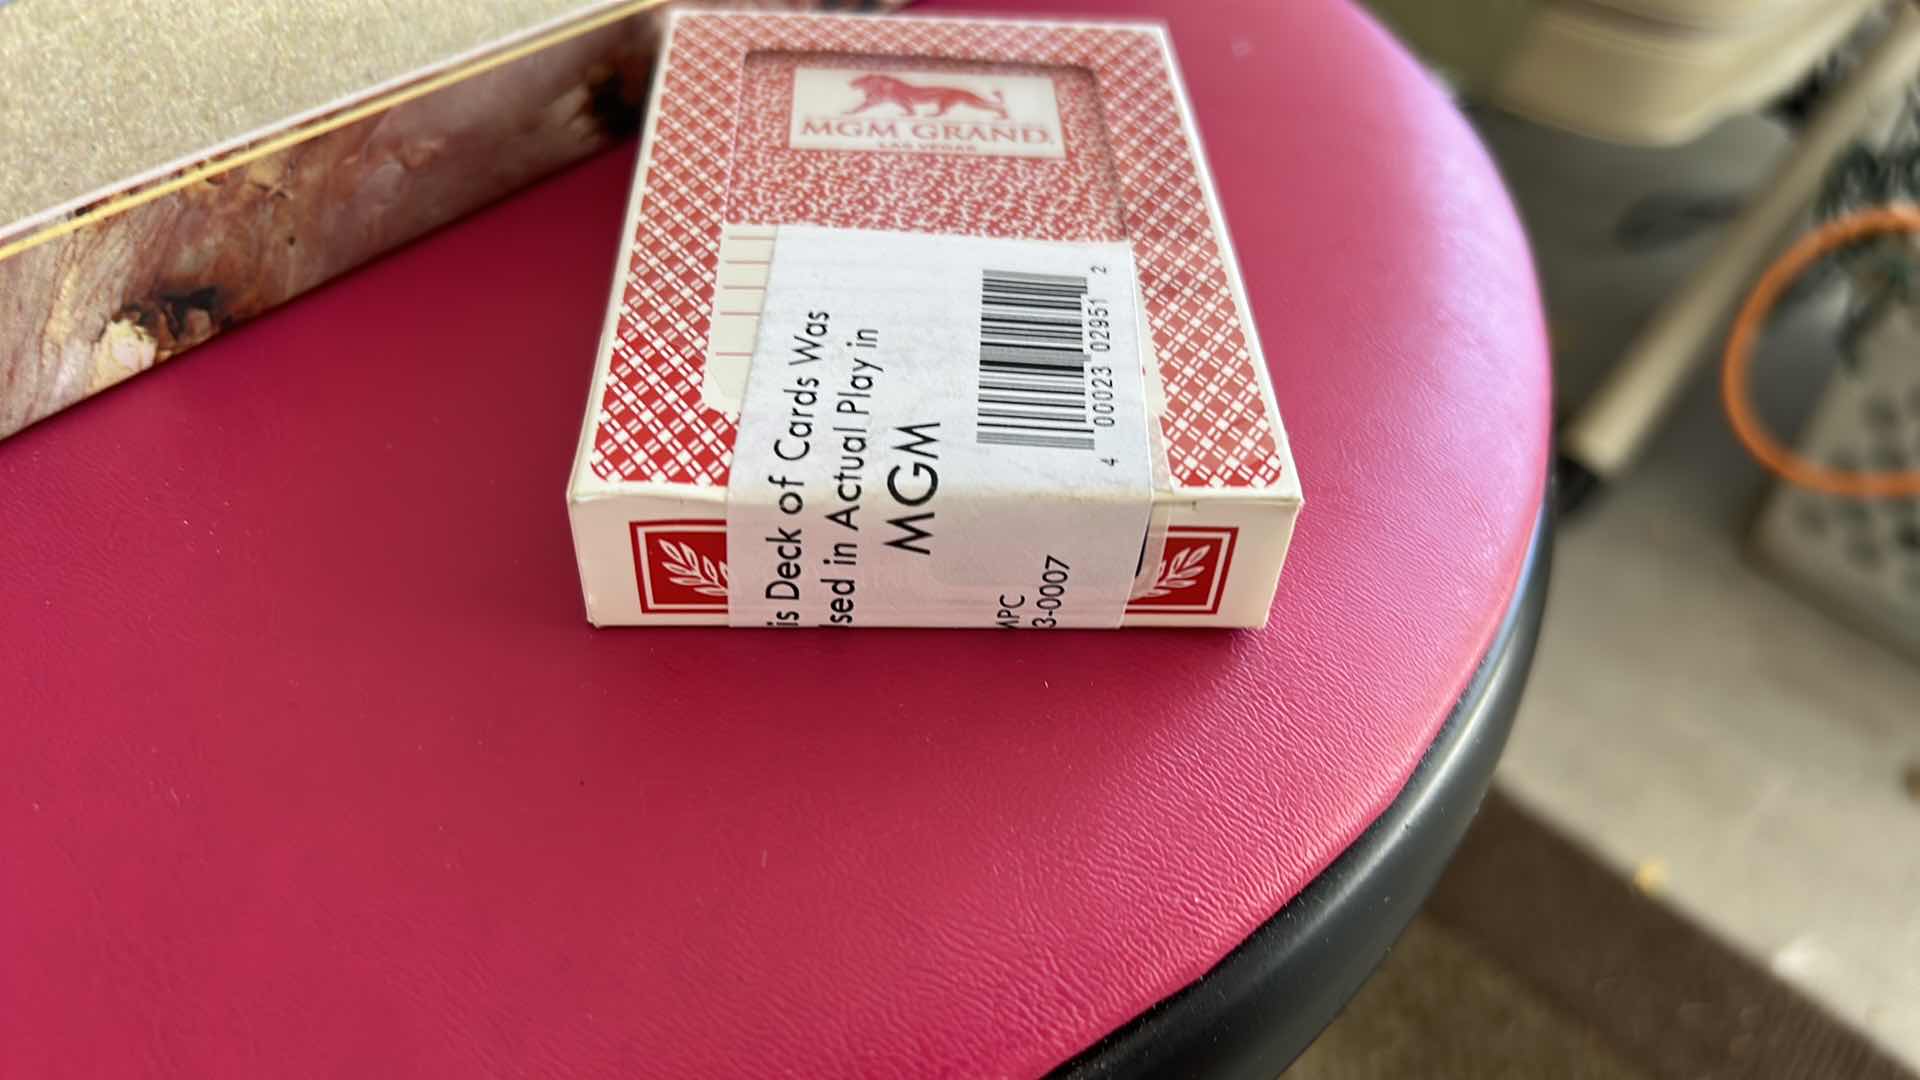 MGM GRAND
LAS VEGAS
is Deck of Cards Was
sed in Actual Play in
MGM
4 00023 02951 2
MPC
3-0007